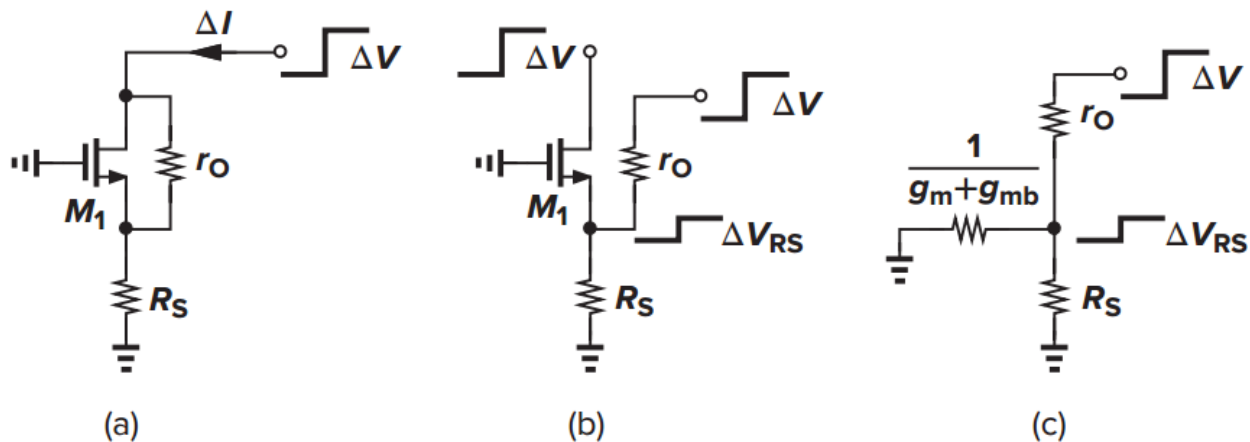 ΔI
ΔV
rO
M1
RS
(a)
ΔV
ΔV
rO
M1
ΔVRS
RS
(b)
ΔV
rO
1
gm+gmb
ΔVRS
RS
(c)